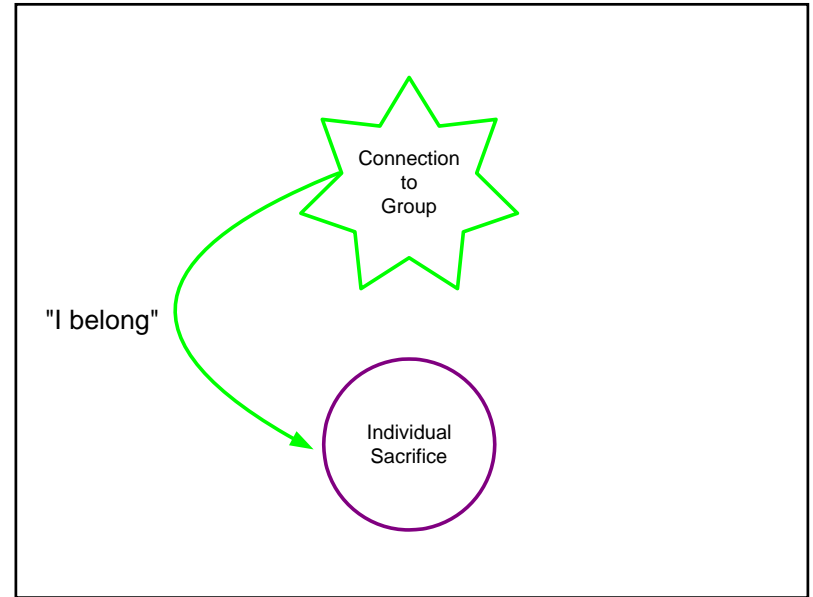 Connection
to
Group
"I belong"
Individual
Sacrifice